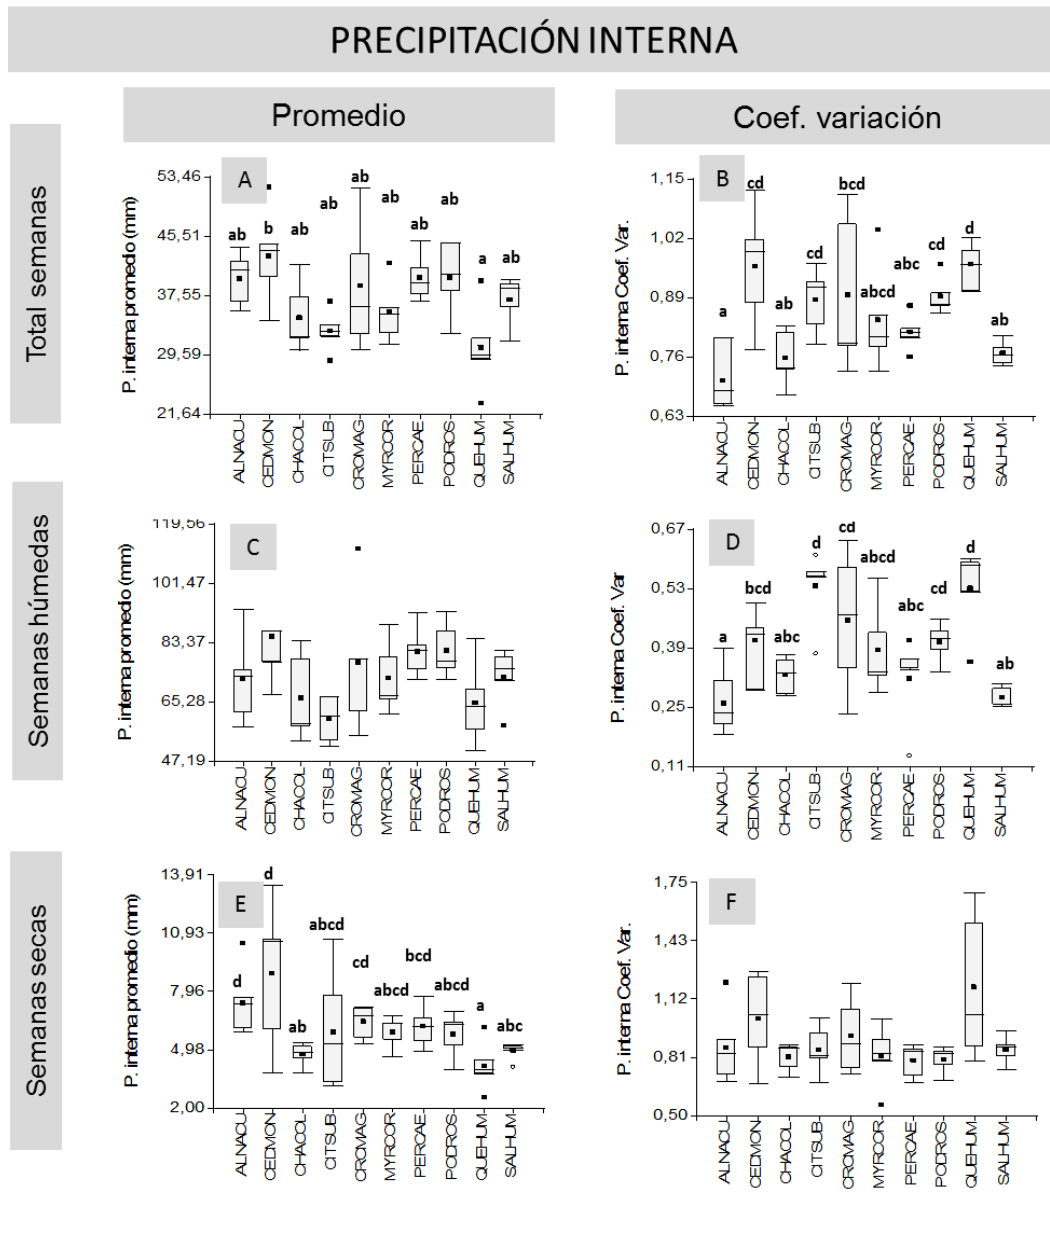 PRECIPITACIÓN INTERNA
Promedio
Coef. variación
Total semanas
A
P. interna promedio (mm)
53,46
45,51
37,55
29,59
21,64
ab
b
ab
ab
ab
ab
ab
ab
a
ab
ALNACU
CEDMON
CHACOL
CITSUB
CROMAG
MYRCOR
PERCAE
PODROS
QUEHUM
SALHUM
B
P. interna Coef. Var.
1,15
1,02
0,89
0,76
0,63
a
cd
ab
cd
bcd
abcd
abc
cd
d
ab
ALNACU
CEDMON
CHACOL
CITSUB
CROMAG
MYRCOR
PERCAE
PODROS
QUEHUM
SALHUM
Semanas húmedas
C
P. interna promedio (mm)
119,56
101,47
83,37
65,28
47,19
ALNACU
CEDMON
CHACOL
CITSUB
CROMAG
MYRCOR
PERCAE
PODROS
QUEHUM
SALHUM
D
P. interna Coef. Var
0,67
0,53
0,39
0,25
0,11
a
bcd
abc
d
cd
abcd
abc
cd
d
ab
ALNACU
CEDMON
CHACOL
CITSUB
CROMAG
MYRCOR
PERCAE
PODROS
QUEHUM
SALHUM
Semanas secas
E
P. interna promedio (mm)
13,91
10,93
7,96
4,98
2,00
d
d
ab
abcd
cd
abcd
bcd
abcd
a
abc
ALNACU
CEDMON
CHACOL
CITSUB
CROMAG
MYRCOR
PERCAE
PODROS
QUEHUM
SALHUM
F
P. interna Coef. Var.
1,75
1,43
1,12
0,81
0,50
ALNACU
CEDMON
CHACOL
CITSUB
CROMAG
MYRCOR
PERCAE
PODROS
QUEHUM
SALHUM